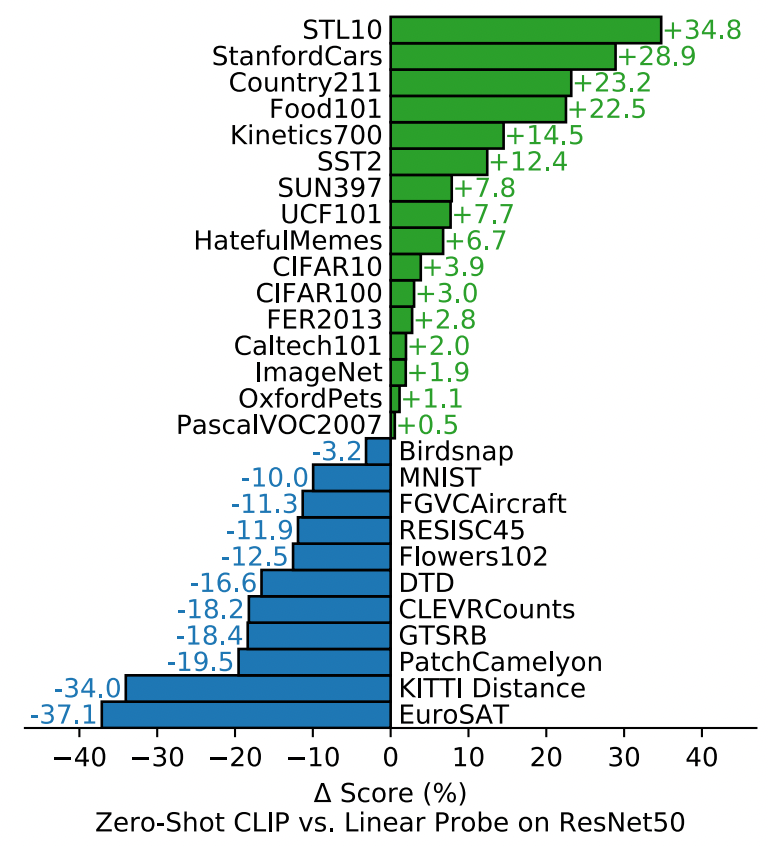 STL10 +34.8
StanfordCars +28.9
Country211 +23.2
Food101 +22.5
Kinetics700 +14.5
SST2 +12.4
SUN397 +7.8
UCF101 +7.7
HatefulMemes +6.7
CIFAR10 +3.9
CIFAR100 +3.0
FER2013 +2.8
Caltech101 +2.0
ImageNet +1.9
OxfordPets +1.1
PascalVOC2007 +0.5
-3.2 Birdsnap
-10.0 MNIST
-11.3 FGVCAircraft
-11.9 RESISC45
-12.5 Flowers102
-16.6 DTD
-18.2 CLEVRCounts
-18.4 GTSRB
-19.5 PatchCamelyon
-34.0 KITTI Distance
-37.1 EuroSAT
−40 −30 −20 −10 0 10 20 30 40
Δ Score (%)
Zero-Shot CLIP vs. Linear Probe on ResNet50